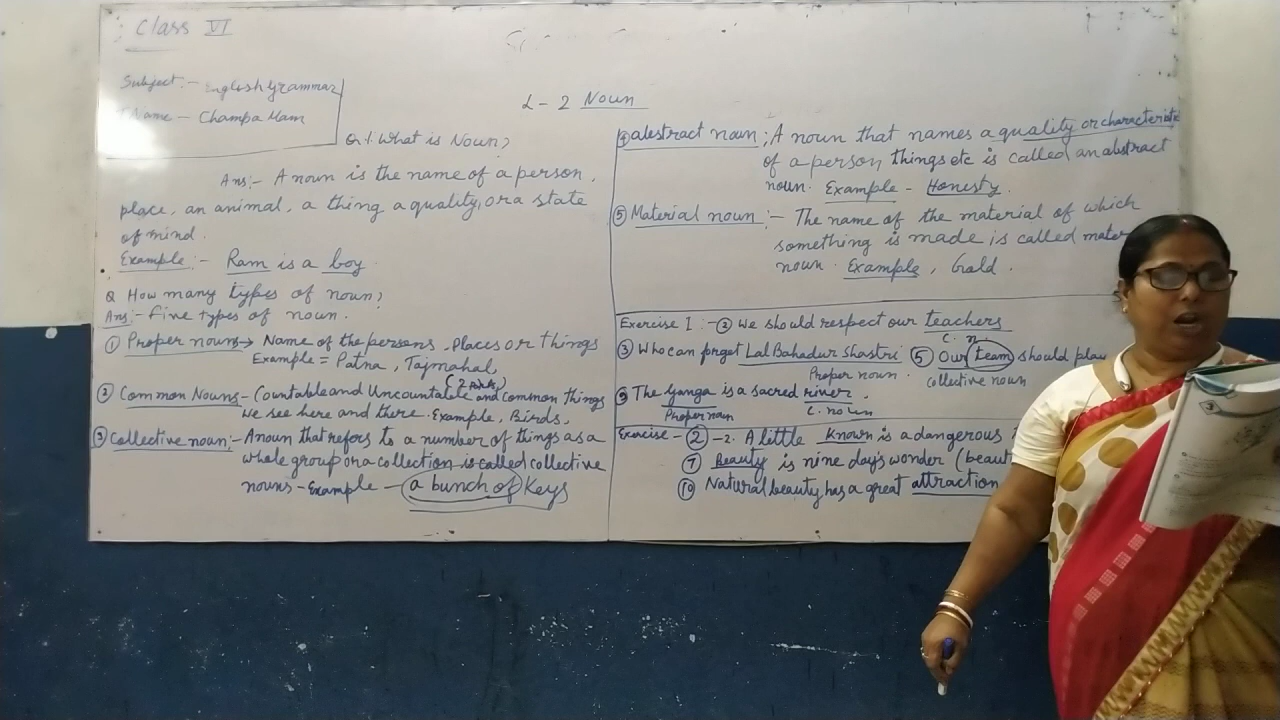 Class VI
Subject:- English Grammar
Name - Champa Mam
L-2 Noun
Q.1. What is Noun?
Ans:- A noun is the name of a person,
place, an animal, a thing a quality, or a state
of mind.
Example:- Ram is a boy
Q How many types of noun?
Ans:- five types of noun.
① Proper nouns→ Name of the persons, Places or things
Example = Patna, Tajmahal,
② Common Nouns- Countable and Uncountable and common things
we see here and there. Example, Birds,
③ Collective noun:- A noun that refers to a number of things as a
whole group or a collection is called collective
nouns - Example - a bunch of Keys
④ abestract noun; A noun that names a quality or characteristic
of a person, things etc is called an abstract
noun. Example - Honesty.
⑤ Material noun:- The name of the material of which
something is made is called mater
noun. Example, Gold.
Exercise I:- ② We should respect our teachers
C. n
③ Who can forget Lal Bahadur Shastri ⑤ Our team should play
Proper noun collective noun
⑨ The Ganga is a sacred river.
Proper noun C. noun
Exercise - ② -2. A little Known is a dangerous
⑦ Beauty is nine day's wonder (beaut
⑩ Natural beauty has a great attraction